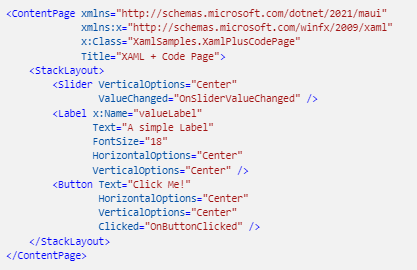 <ContentPage xmlns="http://schemas.microsoft.com/dotnet/2021/maui"
             xmlns:x="http://schemas.microsoft.com/winfx/2009/xaml"
             x:Class="XamlSamples.XamlPlusCodePage"
             Title="XAML + Code Page">
    <StackLayout>
        <Slider VerticalOptions="Center"
                ValueChanged="OnSliderValueChanged" />
        <Label x:Name="valueLabel"
               Text="A simple Label"
               FontSize="18"
               HorizontalOptions="Center"
               VerticalOptions="Center" />
        <Button Text="Click Me!"
                HorizontalOptions="Center"
                VerticalOptions="Center"
                Clicked="OnButtonClicked" />
    </StackLayout>
</ContentPage>